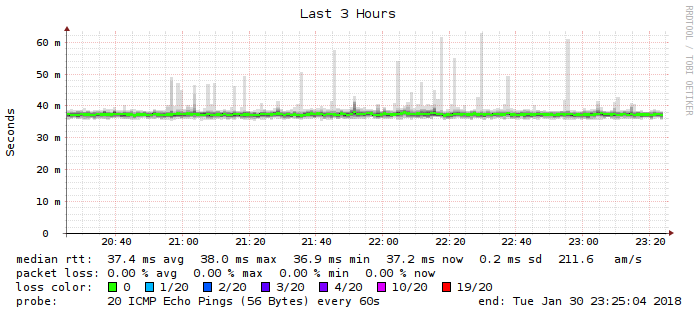 Last 3 Hours
RRDTOOL / TOBI OETIKER
Seconds
60 m
50 m
40 m
30 m
20 m
10 m
0
20:40 21:00 21:20 21:40 22:00 22:20 22:40 23:00 23:20
median rtt: 37.4 ms avg 38.0 ms max 36.9 ms min 37.2 ms now 0.2 ms sd 211.6 am/s
packet loss: 0.00 % avg 0.00 % max 0.00 % min 0.00 % now
loss color: 0 1/20 2/20 3/20 4/20 10/20 19/20
probe: 20 ICMP Echo Pings (56 Bytes) every 60s end: Tue Jan 30 23:25:04 2018